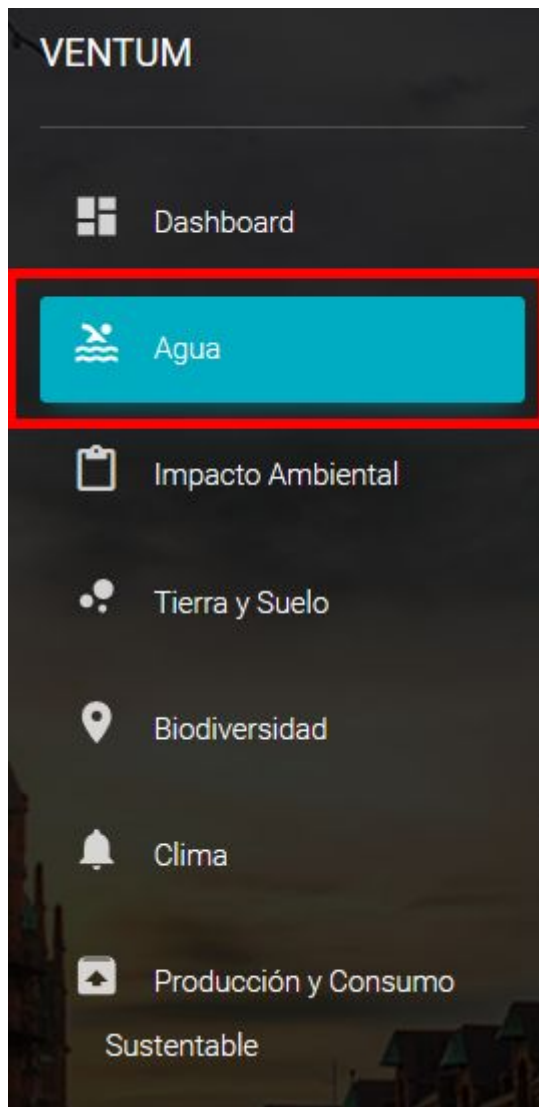 VENTUM
Dashboard
Agua
Impacto Ambiental
Tierra y Suelo
Biodiversidad
Clima
Producción y Consumo
Sustentable